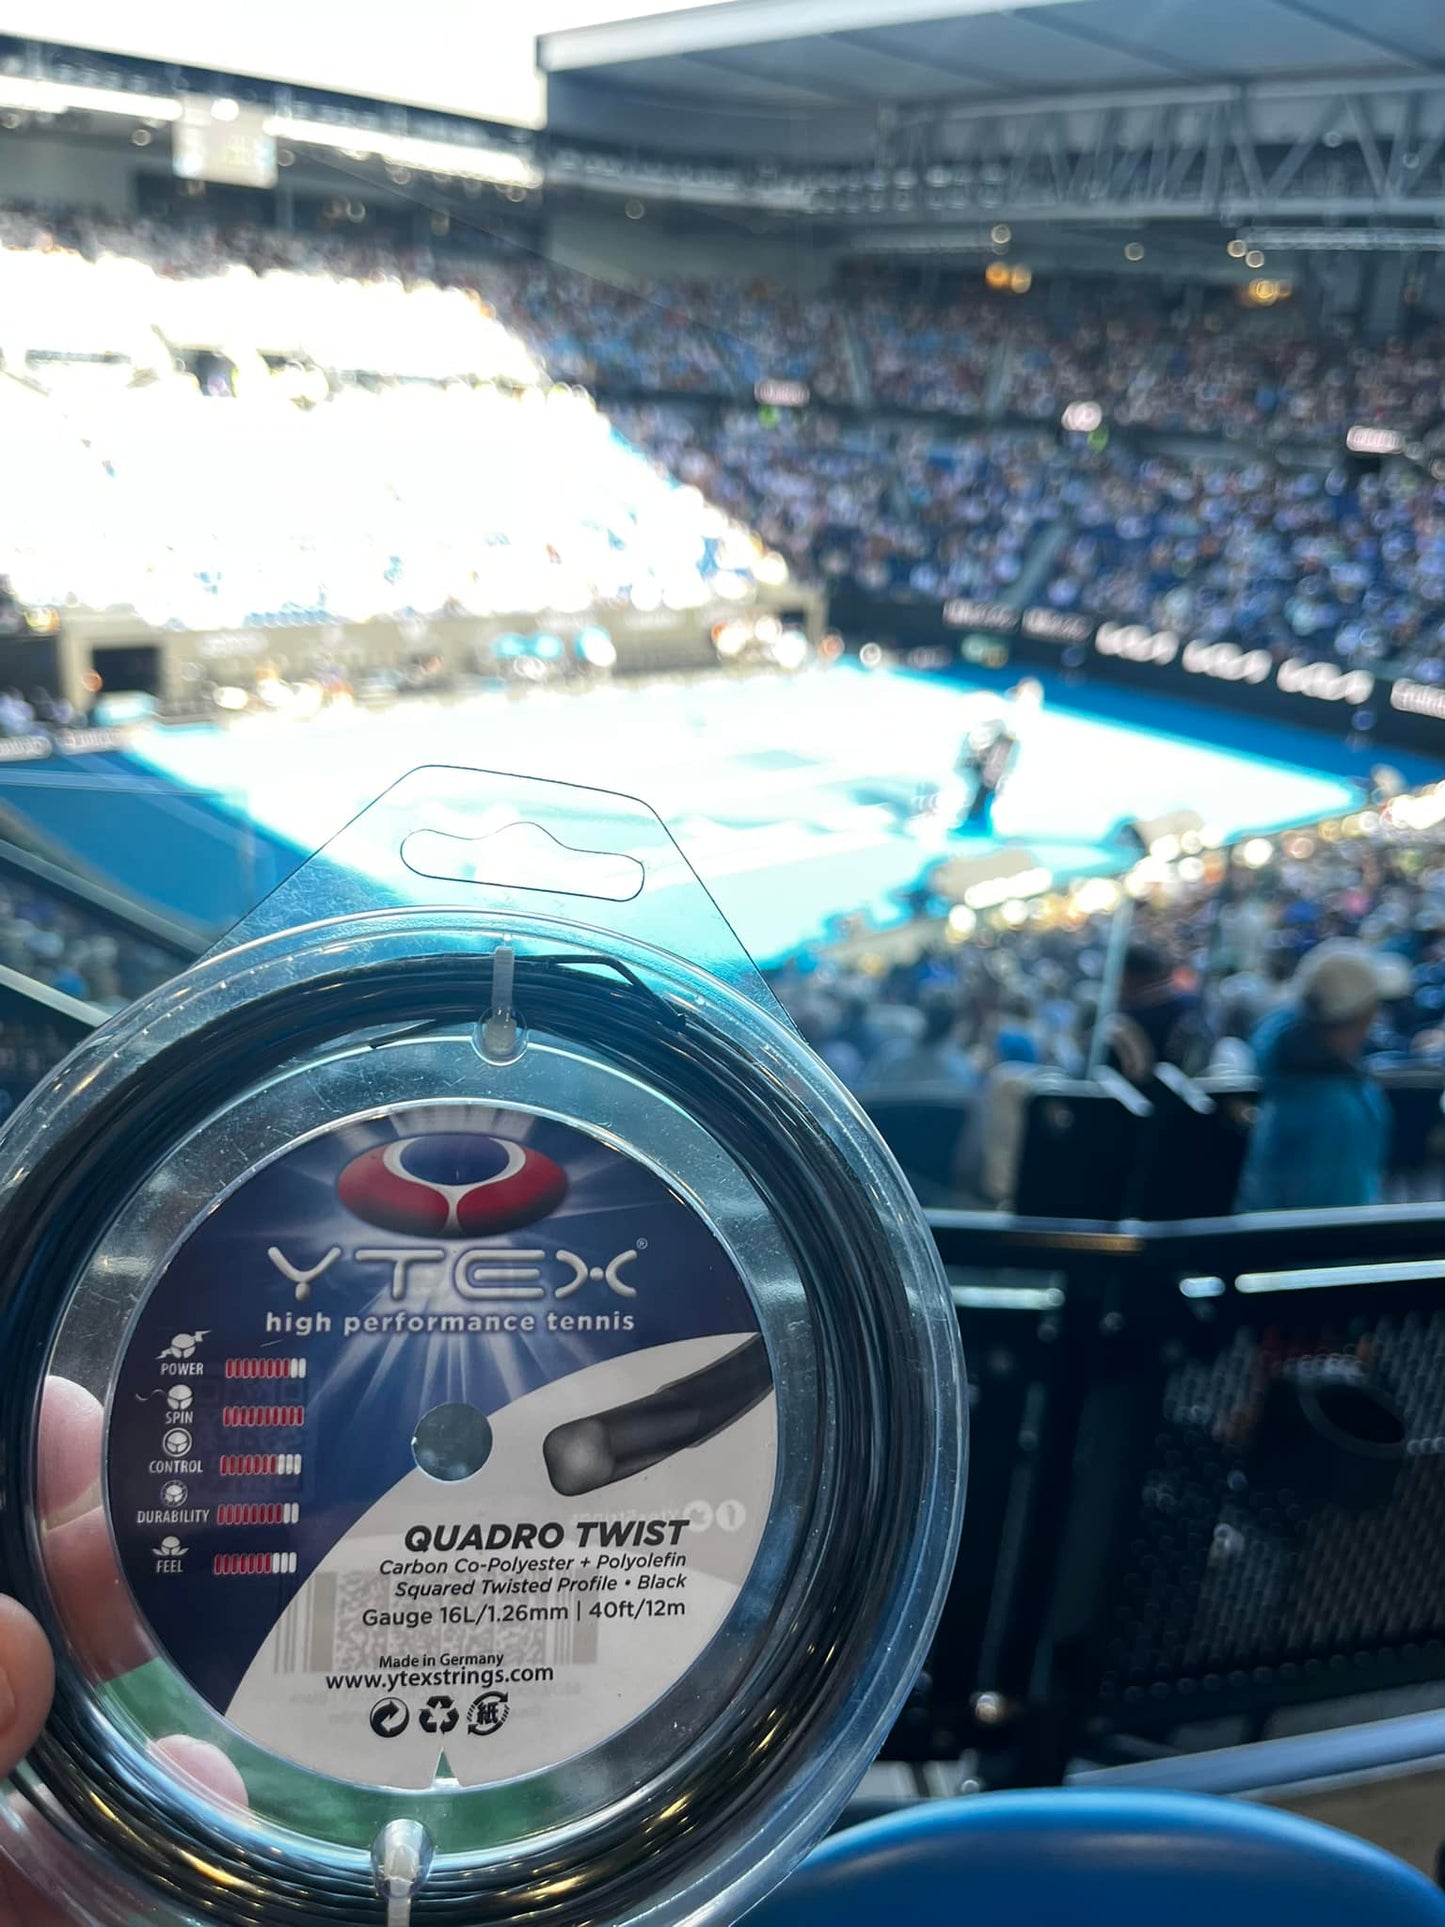 YTEX®
high performance tennis
POWER
SPIN
CONTROL
DURABILITY
FEEL
QUADRO TWIST
Carbon Co-Polyester + Polyolefin
Squared Twisted Profile • Black
Gauge 16L/1.26mm | 40ft/12m
Made in Germany
www.ytexstrings.com
紙